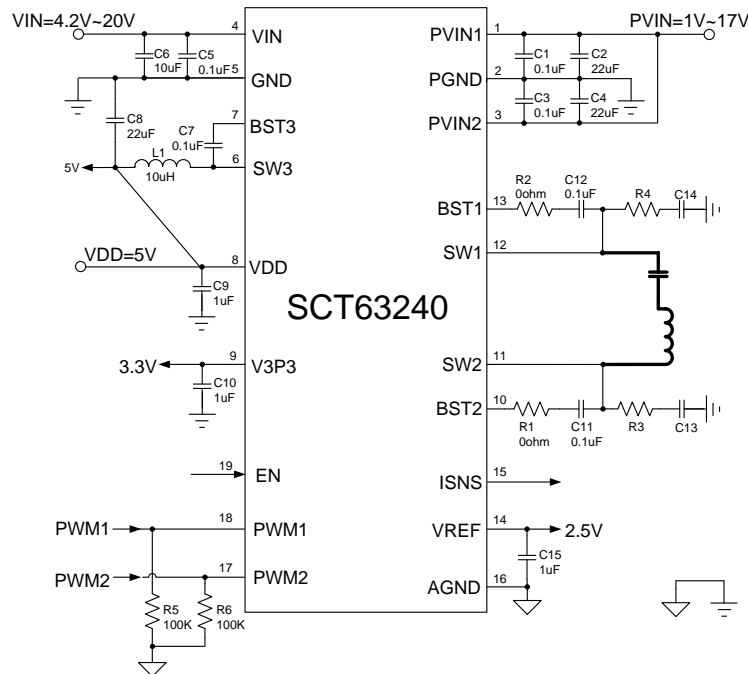 VIN=4.2V~20V
PVIN=1V~17V
4
VIN
C6
10uF
C5
0.1uF
5
GND
C8
22uF
7
BST3
C7
0.1uF
L1
10uH
5V
6
SW3
VDD=5V
8
VDD
C9
1uF
SCT63240
3.3V
9
V3P3
C10
1uF
19
EN
PWM1
18
PWM1
PWM2
17
PWM2
R5
100K
R6
100K
PVIN1
1
C1
0.1uF
C2
22uF
PGND
2
C3
0.1uF
C4
22uF
PVIN2
3
BST1
13
R2
0ohm
C12
0.1uF
R4
C14
SW1
12
SW2
11
BST2
10
R1
0ohm
C11
0.1uF
R3
C13
ISNS
15
VREF
14
2.5V
C15
1uF
AGND
16